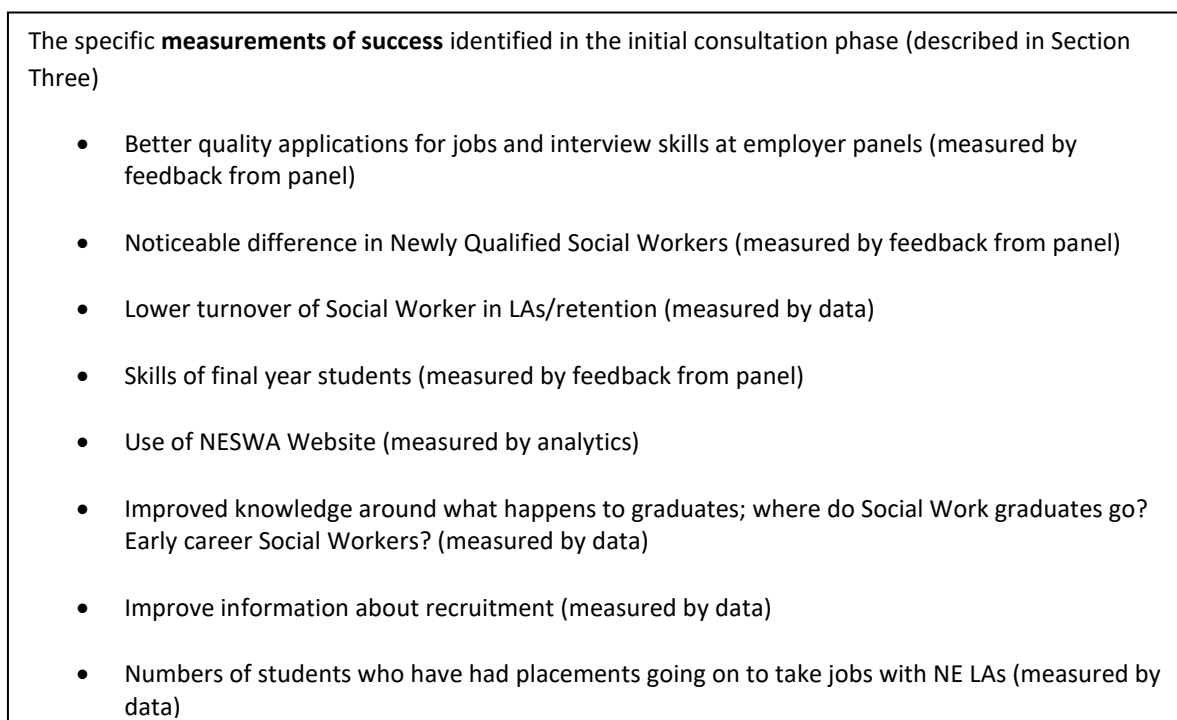 The specific measurements of success identified in the initial consultation phase (described in Section
Three)
• Better quality applications for jobs and interview skills at employer panels (measured by
feedback from panel)
• Noticeable difference in Newly Qualified Social Workers (measured by feedback from panel)
• Lower turnover of Social Worker in LAs/retention (measured by data)
• Skills of final year students (measured by feedback from panel)
• Use of NESWA Website (measured by analytics)
• Improved knowledge around what happens to graduates; where do Social Work graduates go?
Early career Social Workers? (measured by data)
• Improve information about recruitment (measured by data)
• Numbers of students who have had placements going on to take jobs with NE LAs (measured by
data)